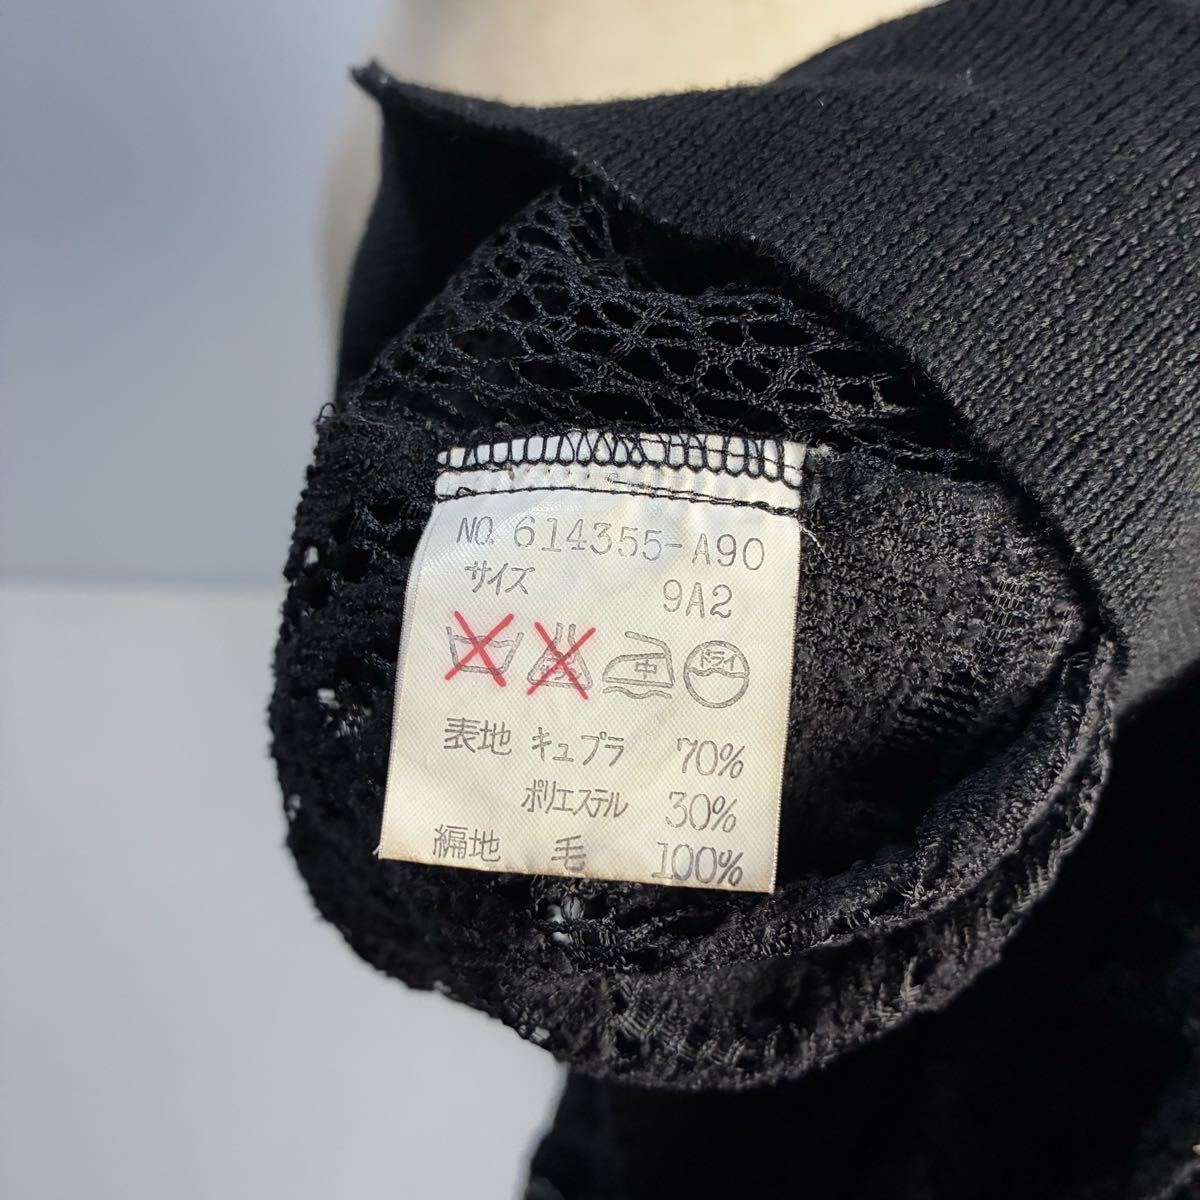 NO. 614355-A90
サイズ 9A2
中 ドライ
表地 キュプラ 70%
ポリエステル 30%
編地 毛 100%